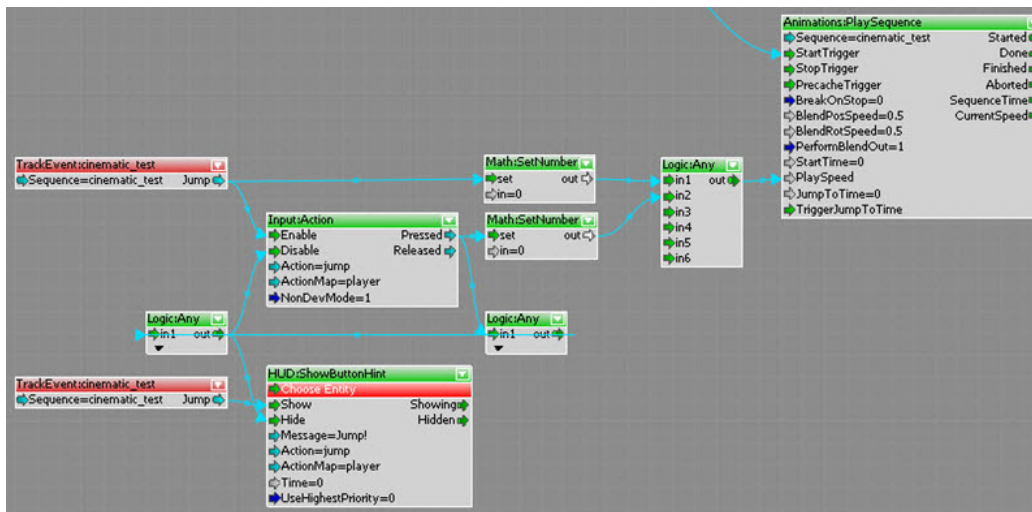 Animations:PlaySequence
Sequence=cinematic_test Started
StartTrigger Done
StopTrigger Finished
PrecacheTrigger Aborted
BreakOnStop=0 SequenceTime
BlendPosSpeed=0.5 CurrentSpeed
BlendRotSpeed=0.5
PerformBlendOut=1
StartTime=0
PlaySpeed
JumpToTime=0
TriggerJumpToTime
TrackEvent:cinematic_test
Sequence=cinematic_test Jump
Math:SetNumber
set out
in=0
Logic:Any
in1 out
in2
in3
in4
in5
in6
Input:Action
Enable Pressed
Disable Released
Action=jump
ActionMap=player
NonDevMode=1
Math:SetNumber
set out
in=0
Logic:Any
in1 out
Logic:Any
in1 out
TrackEvent:cinematic_test
Sequence=cinematic_test Jump
HUD:ShowButtonHint
Choose Entity
Show Showing
Hide Hidden
Message=Jump!
Action=jump
ActionMap=player
Time=0
UseHighestPriority=0